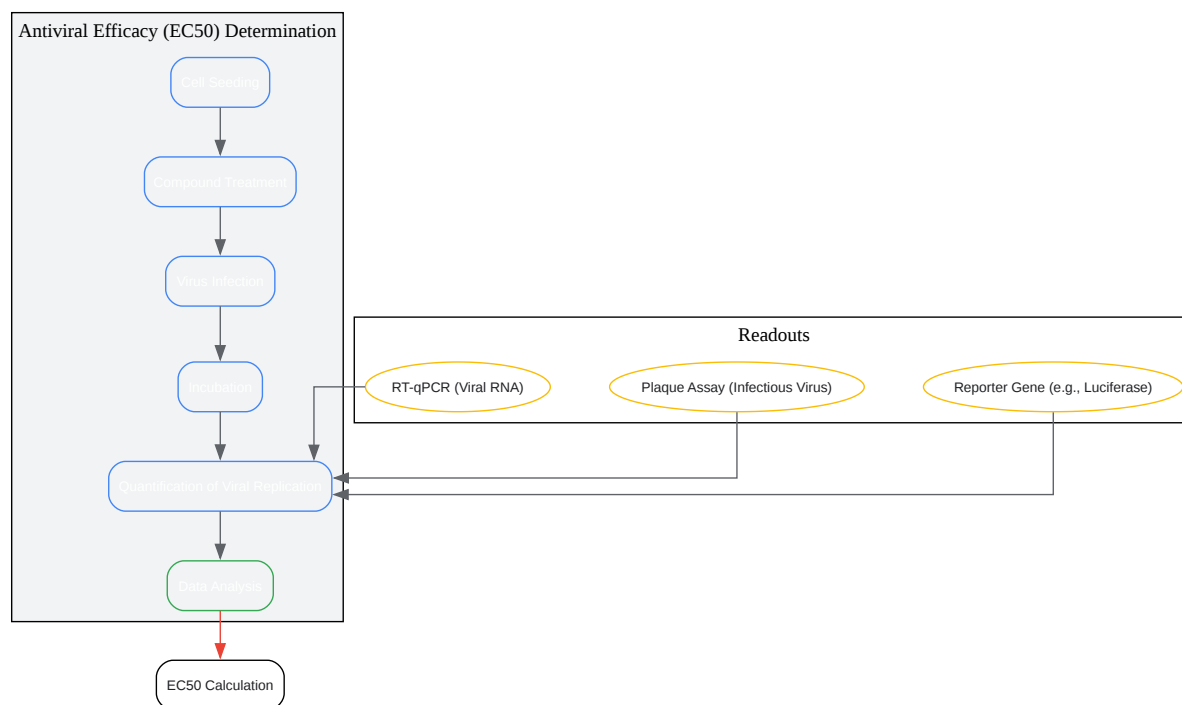 Antiviral Efficacy (EC50) Determination
Cell Seeding
Compound Treatment
Virus Infection
Readouts
RT-qPCR (Viral RNA)
Plaque Assay (Infectious Virus)
Reporter Gene (e.g., Luciferase)
Incubation
Quantification of Viral Replication
Data Analysis
EC50 Calculation